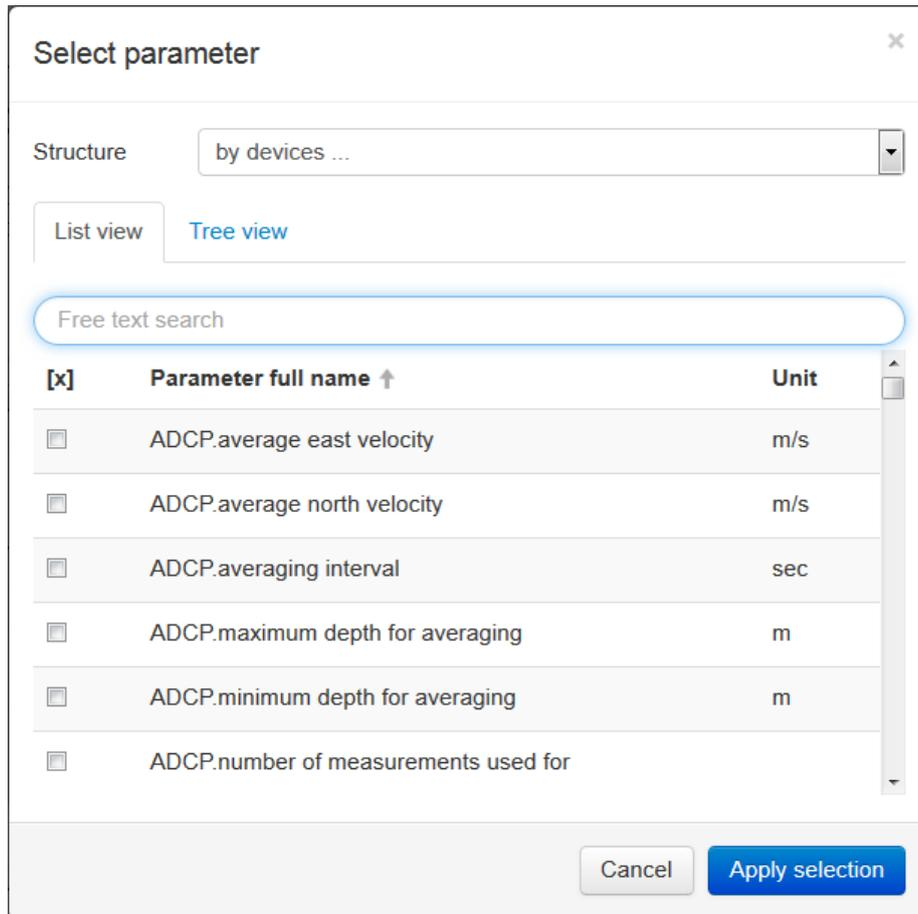 Select parameter ×
Structure by devices ...
List view Tree view
Free text search
[x] Parameter full name Unit
ADCP.average east velocity m/s
ADCP.average north velocity m/s
ADCP.averaging interval sec
ADCP.maximum depth for averaging m
ADCP.minimum depth for averaging m
ADCP.number of measurements used for
Cancel Apply selection